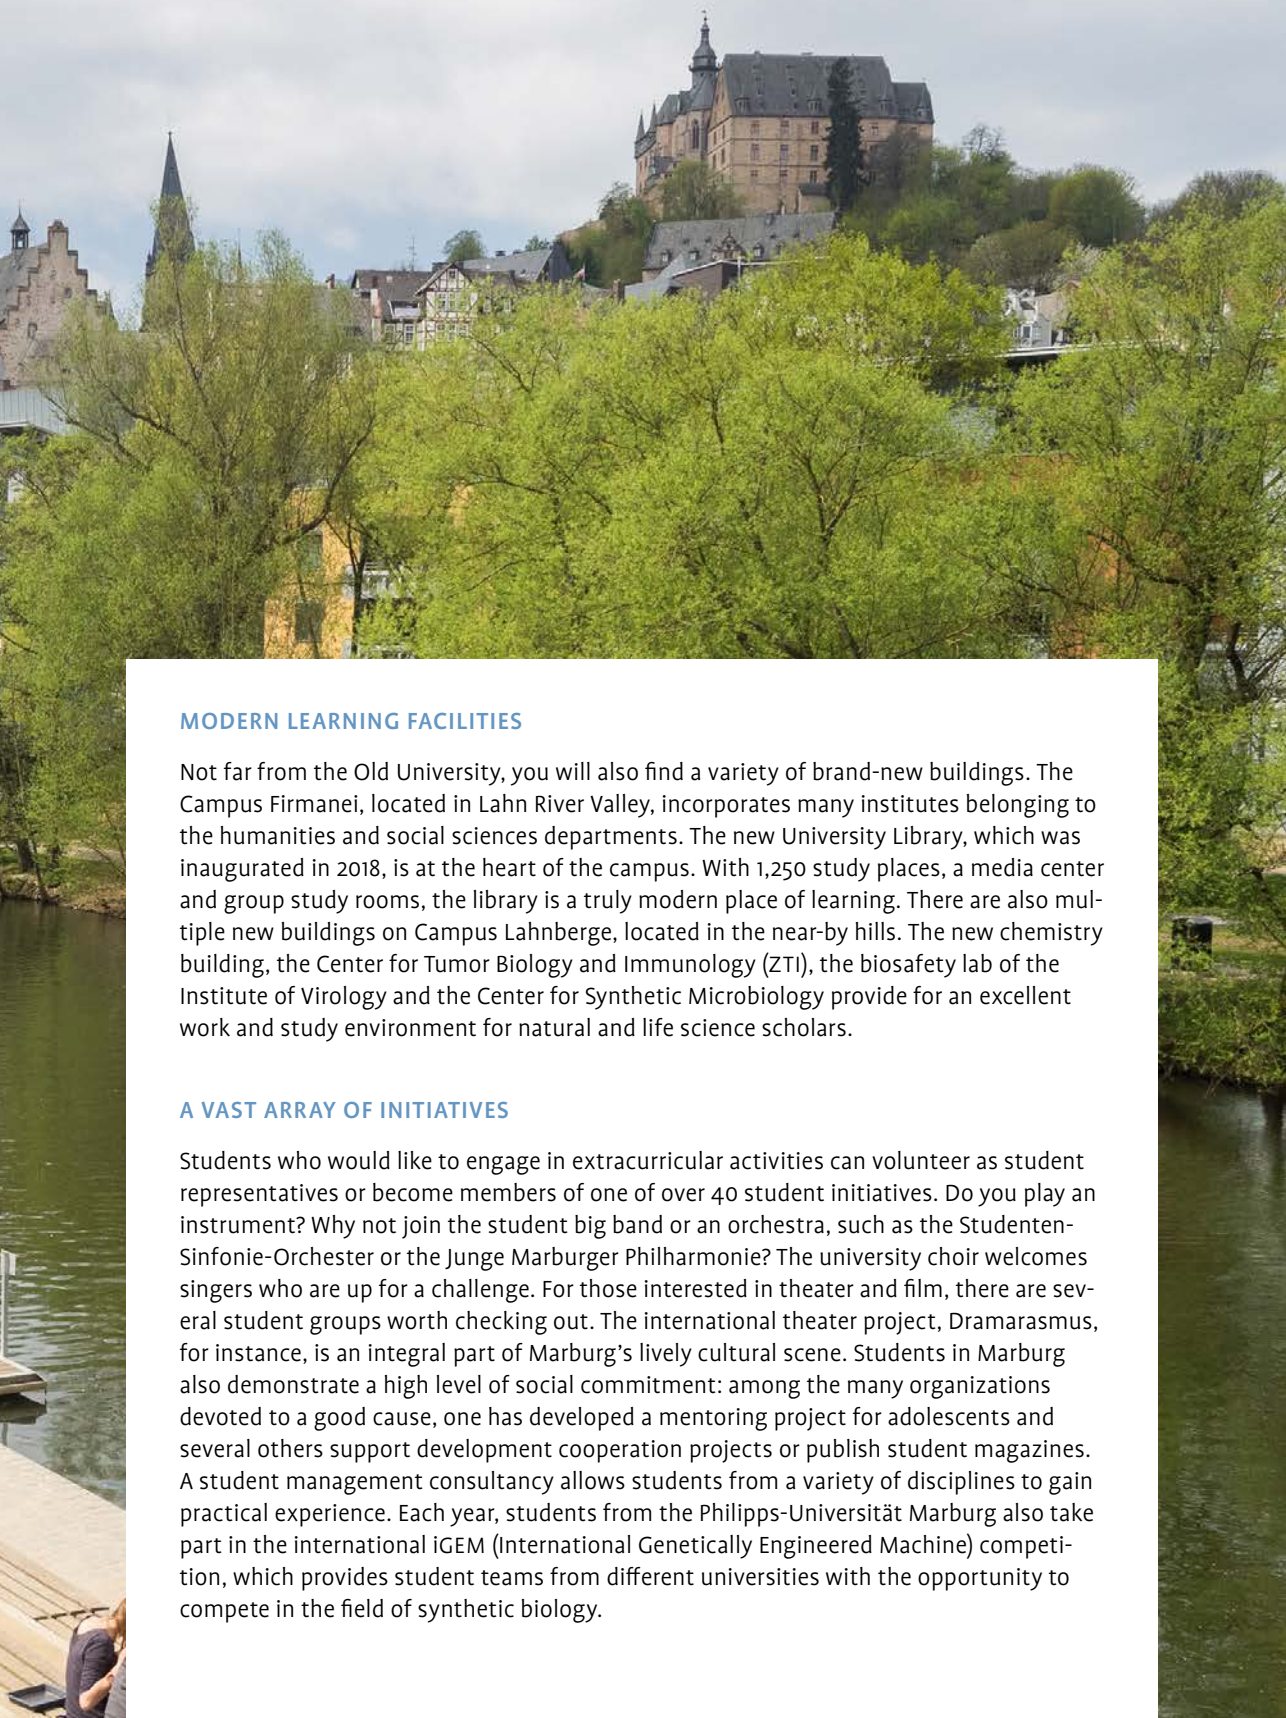 MODERN LEARNING FACILITIES
Not far from the Old University, you will also find a variety of brand-new buildings. The
Campus Firmanei, located in Lahn River Valley, incorporates many institutes belonging to
the humanities and social sciences departments. The new University Library, which was
inaugurated in 2018, is at the heart of the campus. With 1,250 study places, a media center
and group study rooms, the library is a truly modern place of learning. There are also mul-
tiple new buildings on Campus Lahnberge, located in the near-by hills. The new chemistry
building, the Center for Tumor Biology and Immunology (ZTI), the biosafety lab of the
Institute of Virology and the Center for Synthetic Microbiology provide for an excellent
work and study environment for natural and life science scholars.
A VAST ARRAY OF INITIATIVES
Students who would like to engage in extracurricular activities can volunteer as student
representatives or become members of one of over 40 student initiatives. Do you play an
instrument? Why not join the student big band or an orchestra, such as the Studenten-
Sinfonie-Orchester or the Junge Marburger Philharmonie? The university choir welcomes
singers who are up for a challenge. For those interested in theater and film, there are sev-
eral student groups worth checking out. The international theater project, Dramarasmus,
for instance, is an integral part of Marburg's lively cultural scene. Students in Marburg
also demonstrate a high level of social commitment: among the many organizations
devoted to a good cause, one has developed a mentoring project for adolescents and
several others support development cooperation projects or publish student magazines.
A student management consultancy allows students from a variety of disciplines to gain
practical experience. Each year, students from the Philipps-Universität Marburg also take
part in the international iGEM (International Genetically Engineered Machine) competi-
tion, which provides student teams from different universities with the opportunity to
compete in the field of synthetic biology.